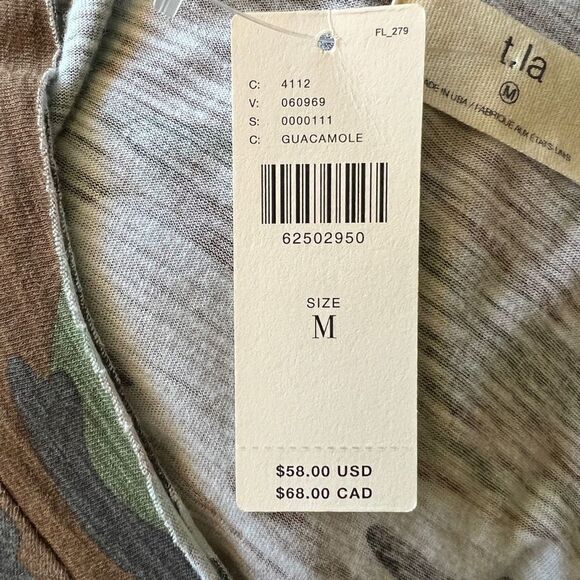 FL_279
C: 4112
V: 060969
S: 0000111
C: GUACAMOLE
62502950
SIZE
M
$58.00 USD
$68.00 CAD
t.la
M
MADE IN USA / FABRIQUÉ AUX ÉTATS-UNIS